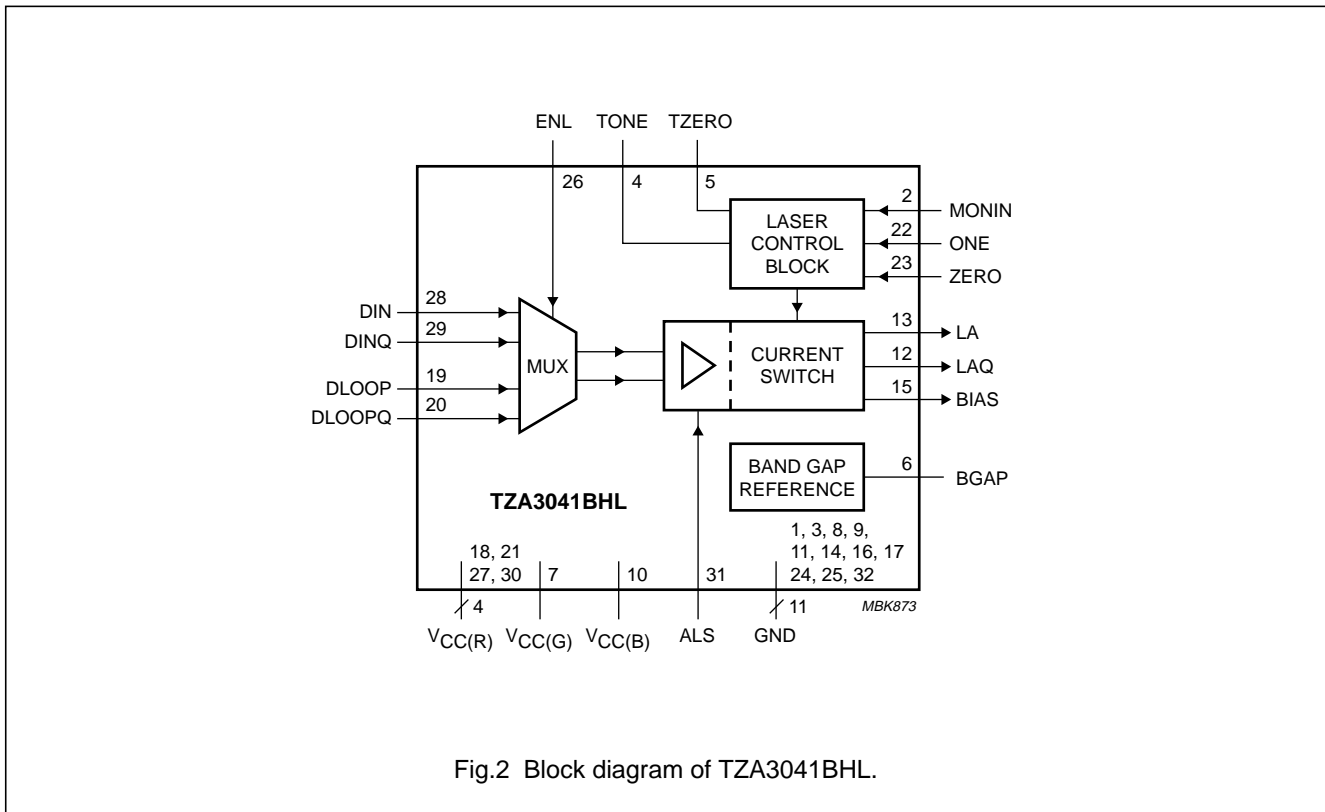 ENL TONE TZERO
26 4 5
2 MONIN
LASER CONTROL BLOCK
22 ONE
23 ZERO
DIN 28
DINQ 29
DLOOP 19
DLOOPQ 20
MUX
CURRENT SWITCH
13 LA
12 LAQ
15 BIAS
BAND GAP
REFERENCE
6 BGAP
TZA3041BHL
18, 21
27, 30
7
10
31
1, 3, 8, 9,
11, 14, 16, 17
24, 25, 32
4
11
MBK873
VCC(R) VCC(G) VCC(B) ALS GND
Fig.2 Block diagram of TZA3041BHL.